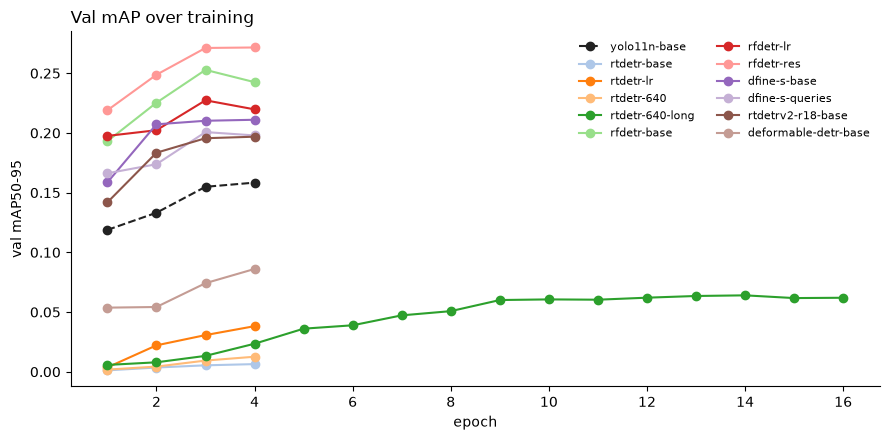 Val mAP over training
yolo11n-base
rtdetr-base
rtdetr-lr
rtdetr-640
rtdetr-640-long
rfdetr-base
rfdetr-lr
rfdetr-res
dfine-s-base
dfine-s-queries
rtdetrv2-r18-base
deformable-detr-base
val mAP50-95
0.25
0.20
0.15
0.10
0.05
0.00
2 4 6 8 10 12 14 16
epoch